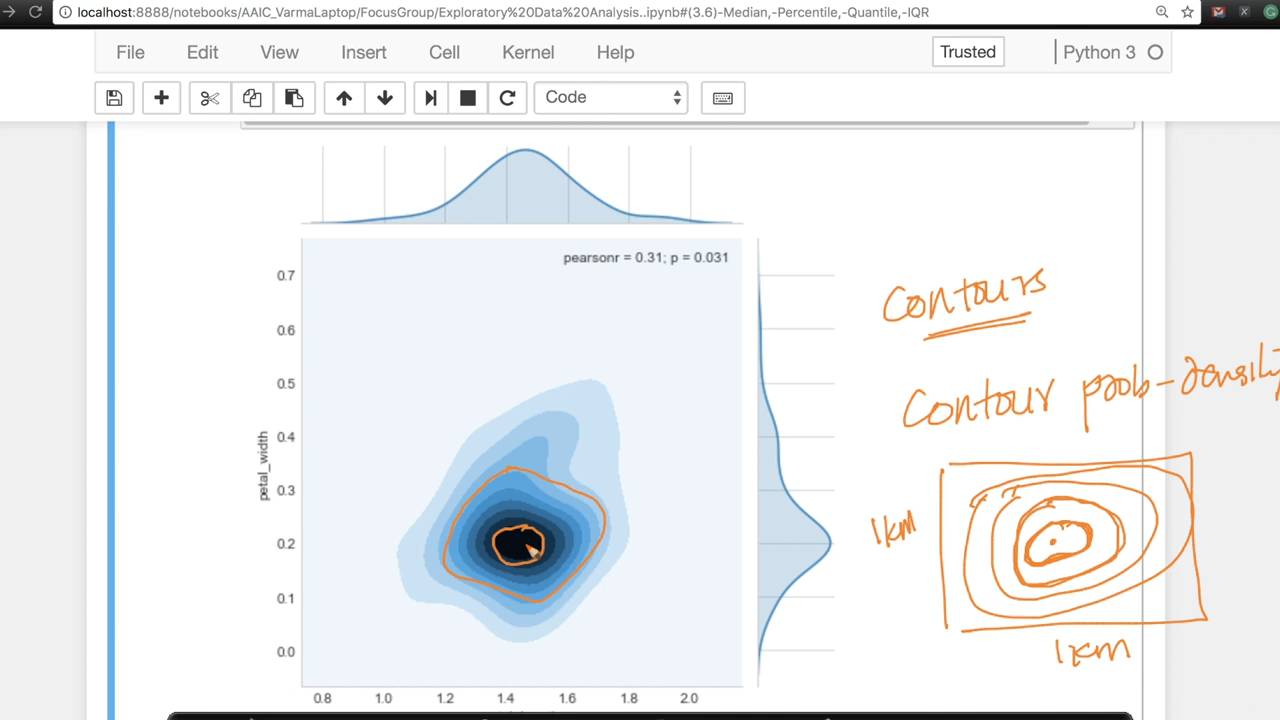 localhost:8888/notebooks/AAIC_VarmaLaptop/FocusGroup/Exploratory%20Data%20Analysis..ipynb#(3.6)-Median,-Percentile,-Quantile,-IQR
File Edit View Insert Cell Kernel Help Trusted Python 3
Code
pearsonr = 0.31; p = 0.031
0.7
0.6
0.5
0.4
0.3
0.2
0.1
0.0
petal_width
0.8 1.0 1.2 1.4 1.6 1.8 2.0
Contours
Contour prob-density
1km
1km